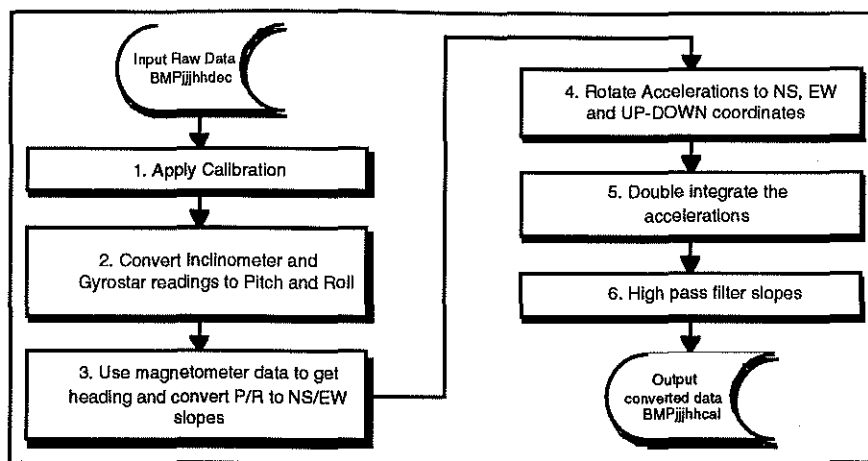 Input Raw Data
BMPjjjhhdec
1. Apply Calibration
2. Convert Inclinometer and
Gyrostar readings to Pitch and Roll
3. Use magnetometer data to get
heading and convert P/R to NS/EW
slopes
4. Rotate Accelerations to NS, EW
and UP-DOWN coordinates
5. Double integrate the
accelerations
6. High pass filter slopes
Output
converted data
BMPjjjhhcal